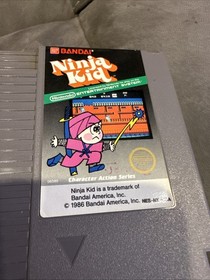 BANDAI
Ninja
Kid
Nintendo ENTERTAINMENT SYSTEM
Character Action Series
Ninja Kid is a trademark of
Bandai America, Inc.
© 1986 Bandai America, Inc.